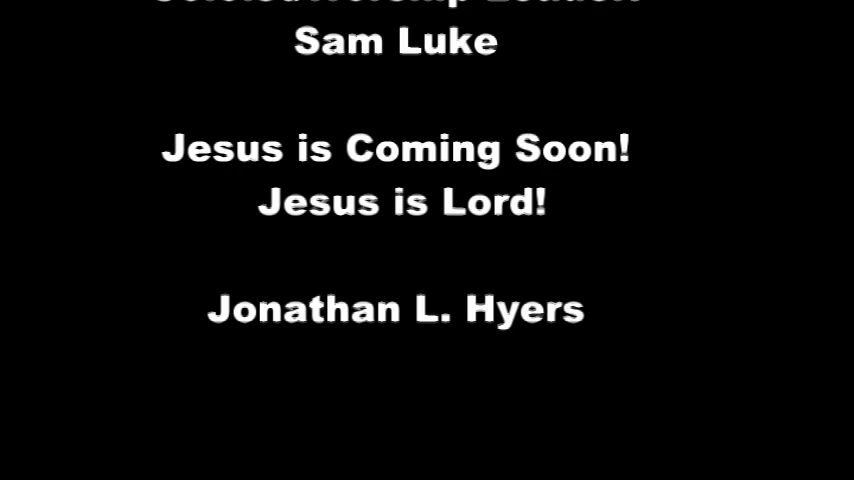 Sam Luke
Jesus is Coming Soon!
Jesus is Lord!
Jonathan L. Hyers